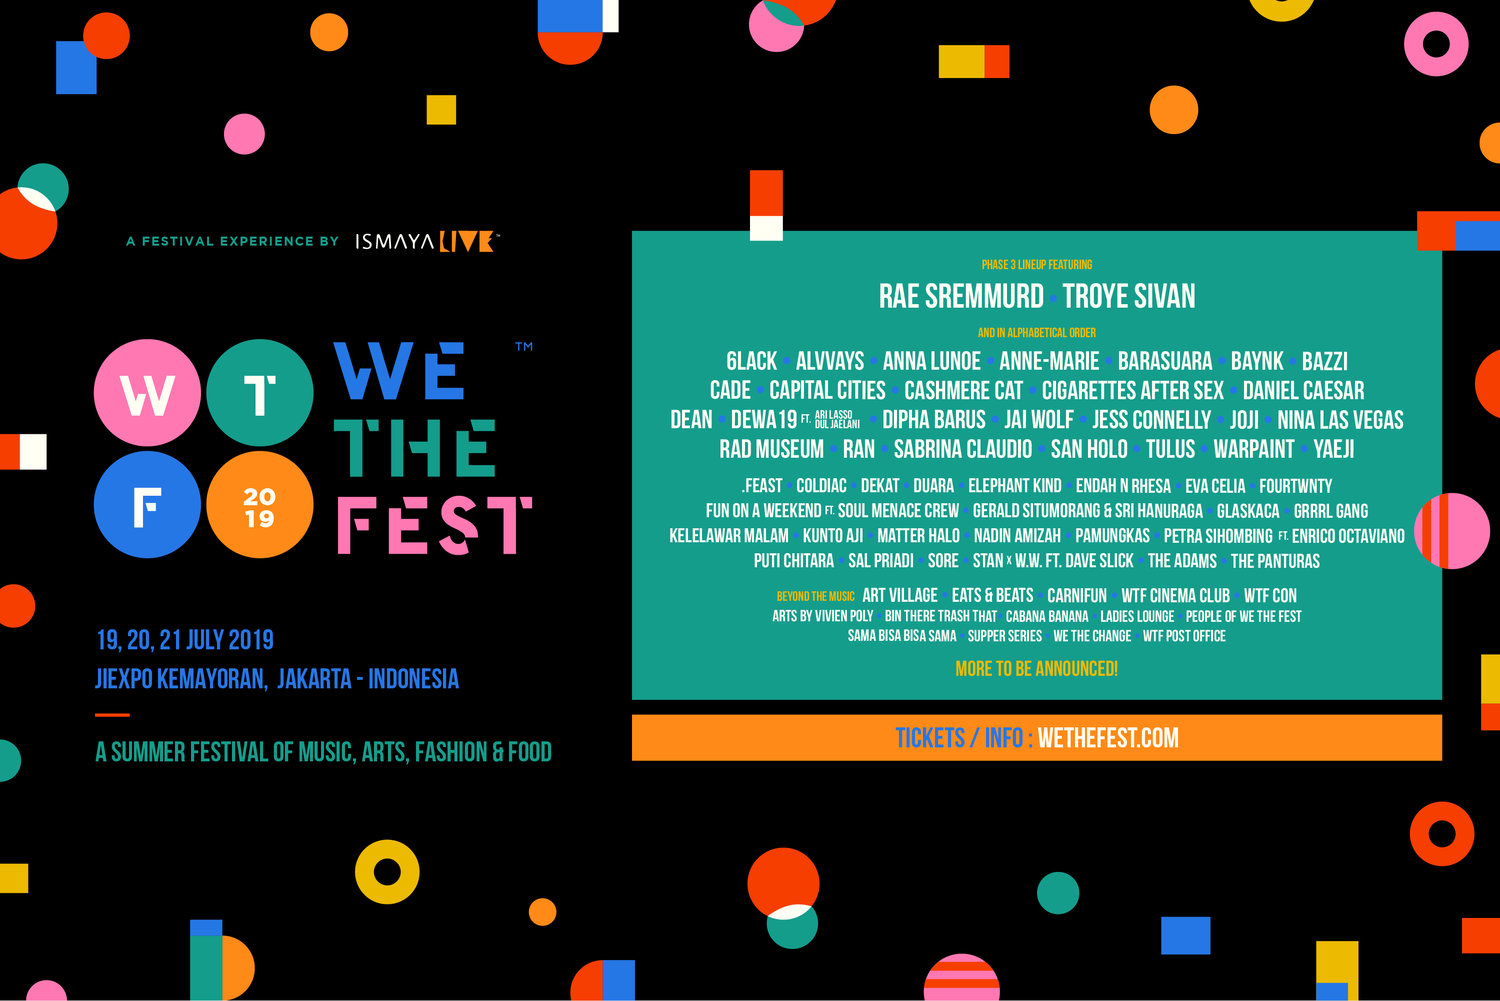 A FESTIVAL EXPERIENCE BY ISMAYA LIVE™
W T WE ™
THE
F 20 19 FEST
19, 20, 21 JULY 2019
JIEXPO KEMAYORAN, JAKARTA - INDONESIA
A SUMMER FESTIVAL OF MUSIC, ARTS, FASHION & FOOD
PHASE 3 LINEUP FEATURING
RAE SREMMURD • TROYE SIVAN
AND IN ALPHABETICAL ORDER
6LACK • ALVVAYS • ANNA LUNOE • ANNE-MARIE • BARASUARA • BAYNK • BAZZI
CADE • CAPITAL CITIES • CASHMERE CAT • CIGARETTES AFTER SEX • DANIEL CAESAR
DEAN • DEWA19 FT. ARI LASSO DUL JAELANI • DIPHA BARUS • JAI WOLF • JESS CONNELLY • JOJI • NINA LAS VEGAS
RAD MUSEUM • RAN • SABRINA CLAUDIO • SAN HOLO • TULUS • WARPAINT • YAEJI
.FEAST • COLDIAC • DEKAT • DUARA • ELEPHANT KIND • ENDAH N RHESA • EVA CELIA • FOURTWNTY
FUN ON A WEEKEND FT. SOUL MENACE CREW • GERALD SITUMORANG & SRI HANURAGA • GLASKACA • GRRRL GANG
KELELAWAR MALAM • KUNTO AJI • MATTER HALO • NADIN AMIZAH • PAMUNGKAS • PETRA SIHOMBING FT. ENRICO OCTAVIANO
PUTI CHITARA • SAL PRIADI • SORE • STAN X W.W. FT. DAVE SLICK • THE ADAMS • THE PANTURAS
BEYOND THE MUSIC ART VILLAGE • EATS & BEATS • CARNIFUN • WTF CINEMA CLUB • WTF CON
ARTS BY VIVIEN POLY • BIN THERE TRASH THAT • CABANA BANANA • LADIES LOUNGE • PEOPLE OF WE THE FEST
SAMA BISA BISA SAMA • SUPPER SERIES • WE THE CHANGE • WTF POST OFFICE
MORE TO BE ANNOUNCED!
TICKETS / INFO : WETHEFEST.COM